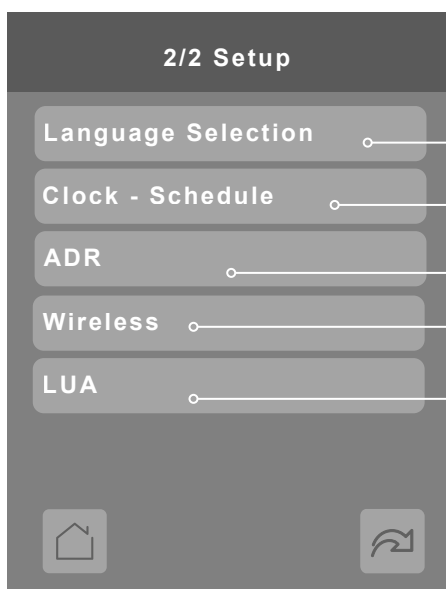 2/2 Setup
Language Selection
Clock - Schedule
ADR
Wireless
LUA